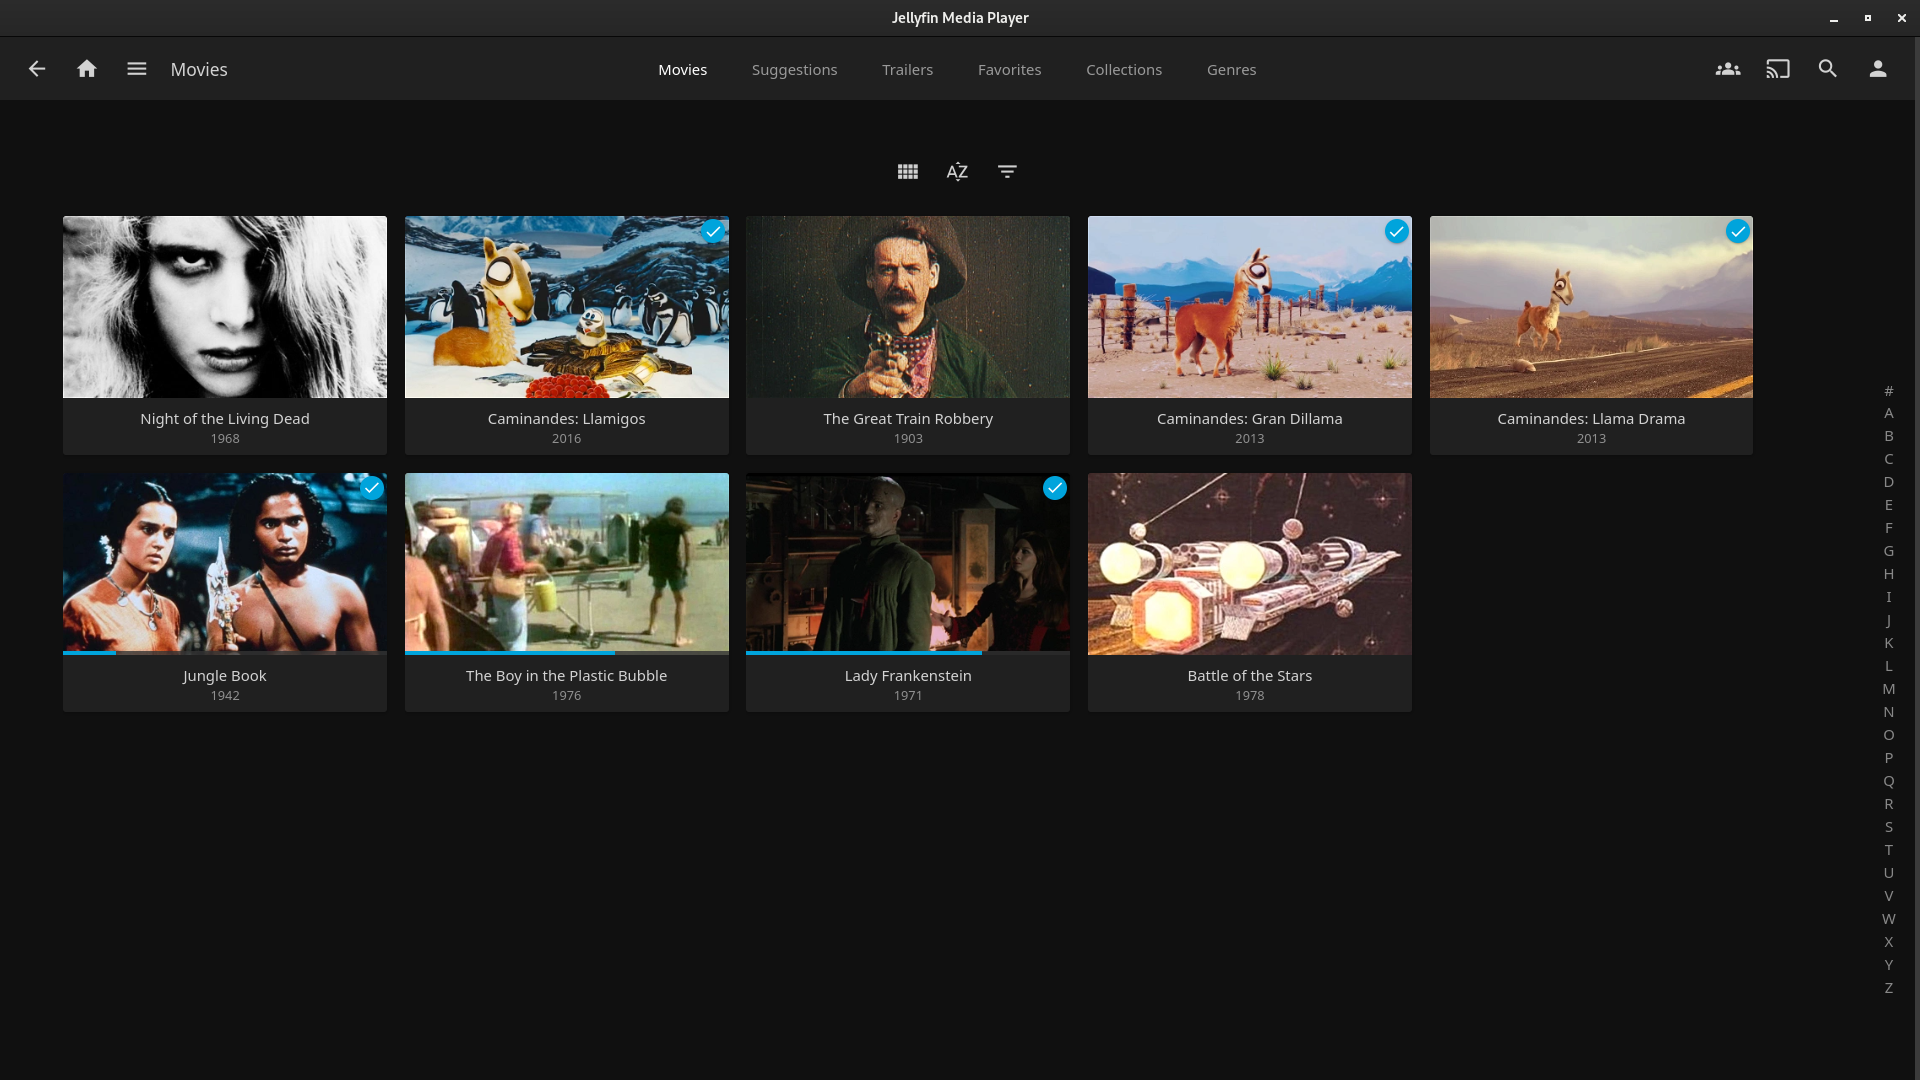 Jellyfin Media Player
Movies
Movies Suggestions Trailers Favorites Collections Genres
AZ
Night of the Living Dead
1968
Caminandes: Llamigos
2016
The Great Train Robbery
1903
Caminandes: Gran Dillama
2013
Caminandes: Llama Drama
2013
Jungle Book
1942
The Boy in the Plastic Bubble
1976
Lady Frankenstein
1971
Battle of the Stars
1978
#
A
B
C
D
E
F
G
H
I
J
K
L
M
N
O
P
Q
R
S
T
U
V
W
X
Y
Z